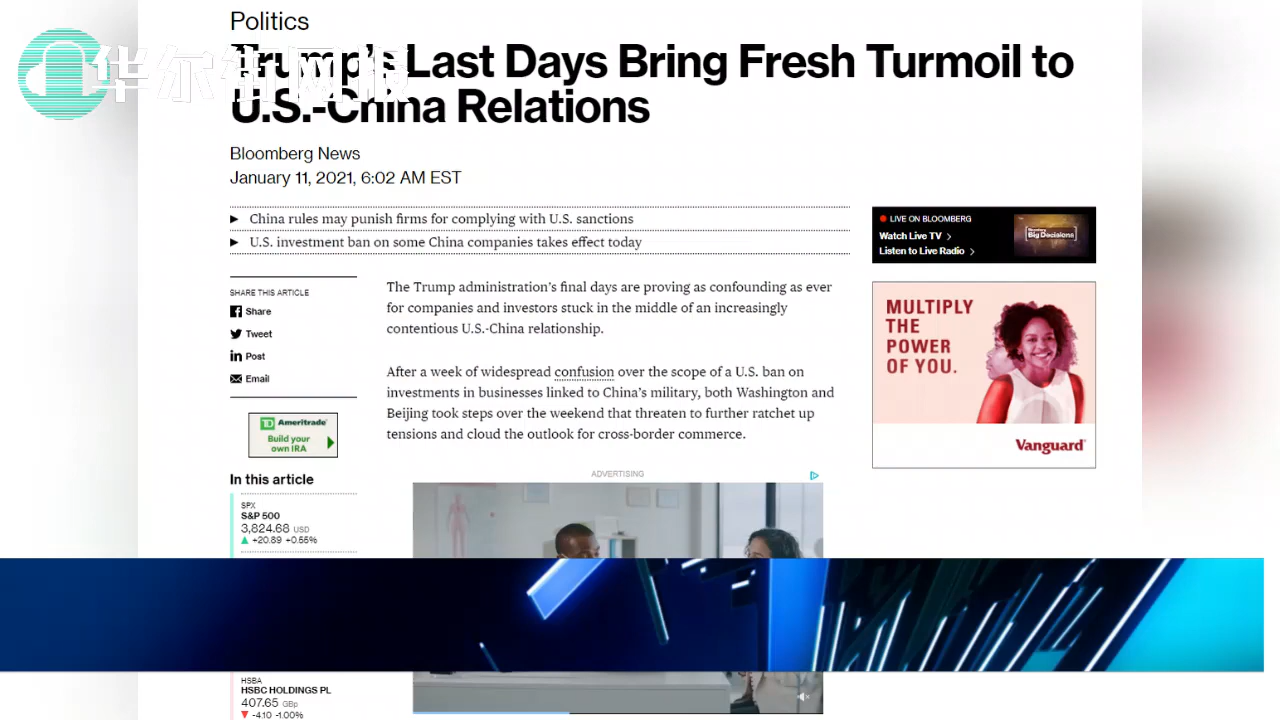 Politics
华尔街网报
Trump's Last Days Bring Fresh Turmoil to
U.S.-China Relations
Bloomberg News
January 11, 2021, 6:02 AM EST
China rules may punish firms for complying with U.S. sanctions
U.S. investment ban on some China companies takes effect today
LIVE ON BLOOMBERG
Watch Live TV
Listen to Live Radio
Bloomberg
Big Decisions
SHARE THIS ARTICLE
Share
Tweet
Post
Email
The Trump administration's final days are proving as confounding as ever
for companies and investors stuck in the middle of an increasingly
contentious U.S.-China relationship.
After a week of widespread confusion over the scope of a U.S. ban on
investments in businesses linked to China's military, both Washington and
Beijing took steps over the weekend that threaten to further ratchet up
tensions and cloud the outlook for cross-border commerce.
MULTIPLY
THE
POWER
OF YOU.
Vanguard
TD Ameritrade
Build your
own IRA
ADVERTISING
In this article
SPX
S&P 500
3,824.68 USD
+20.89 +0.55%
HSBA
HSBC HOLDINGS PL
407.65 GBp
-4.10 -1.00%